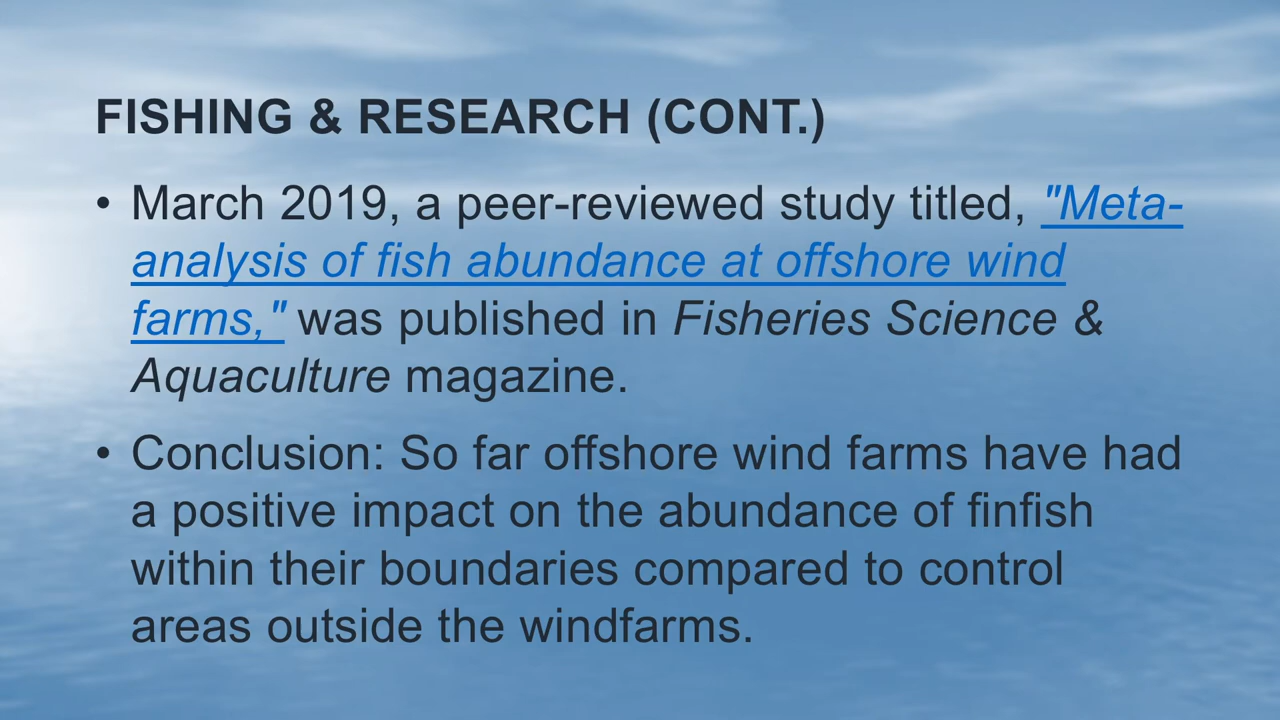 FISHING & RESEARCH (CONT.)
• March 2019, a peer-reviewed study titled, "Meta-
analysis of fish abundance at offshore wind
farms," was published in Fisheries Science &
Aquaculture magazine.
• Conclusion: So far offshore wind farms have had
a positive impact on the abundance of finfish
within their boundaries compared to control
areas outside the windfarms.